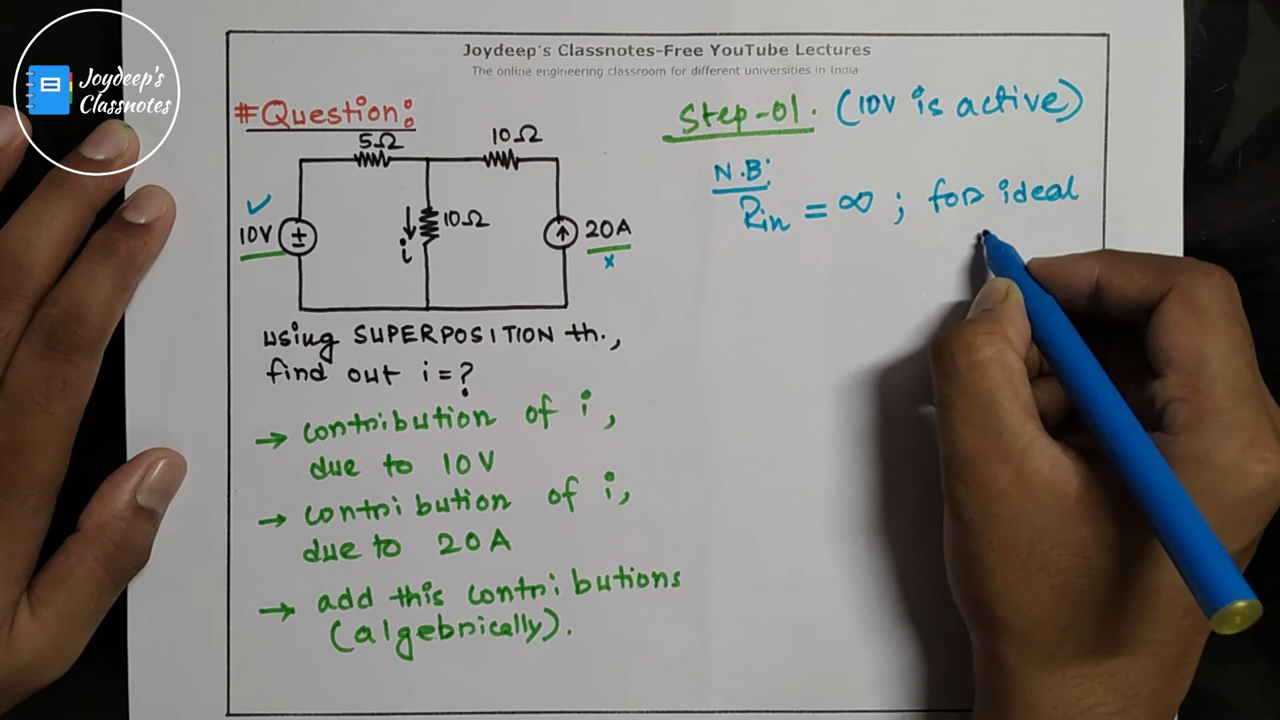 Joydeep's
Classnotes
Joydeep's Classnotes-Free YouTube Lectures
The online engineering classroom for different universities in India
#Question:
5Ω
10Ω
10V
10Ω
i
20A
x
using SUPERPOSITION th.,
find out i=?
→ contribution of i,
due to 10V
→ contribution of i,
due to 20A
→ add this contributions
(algebrically).
Step-01. (10V is active)
N.B:
Rin = ∞ ; for ideal